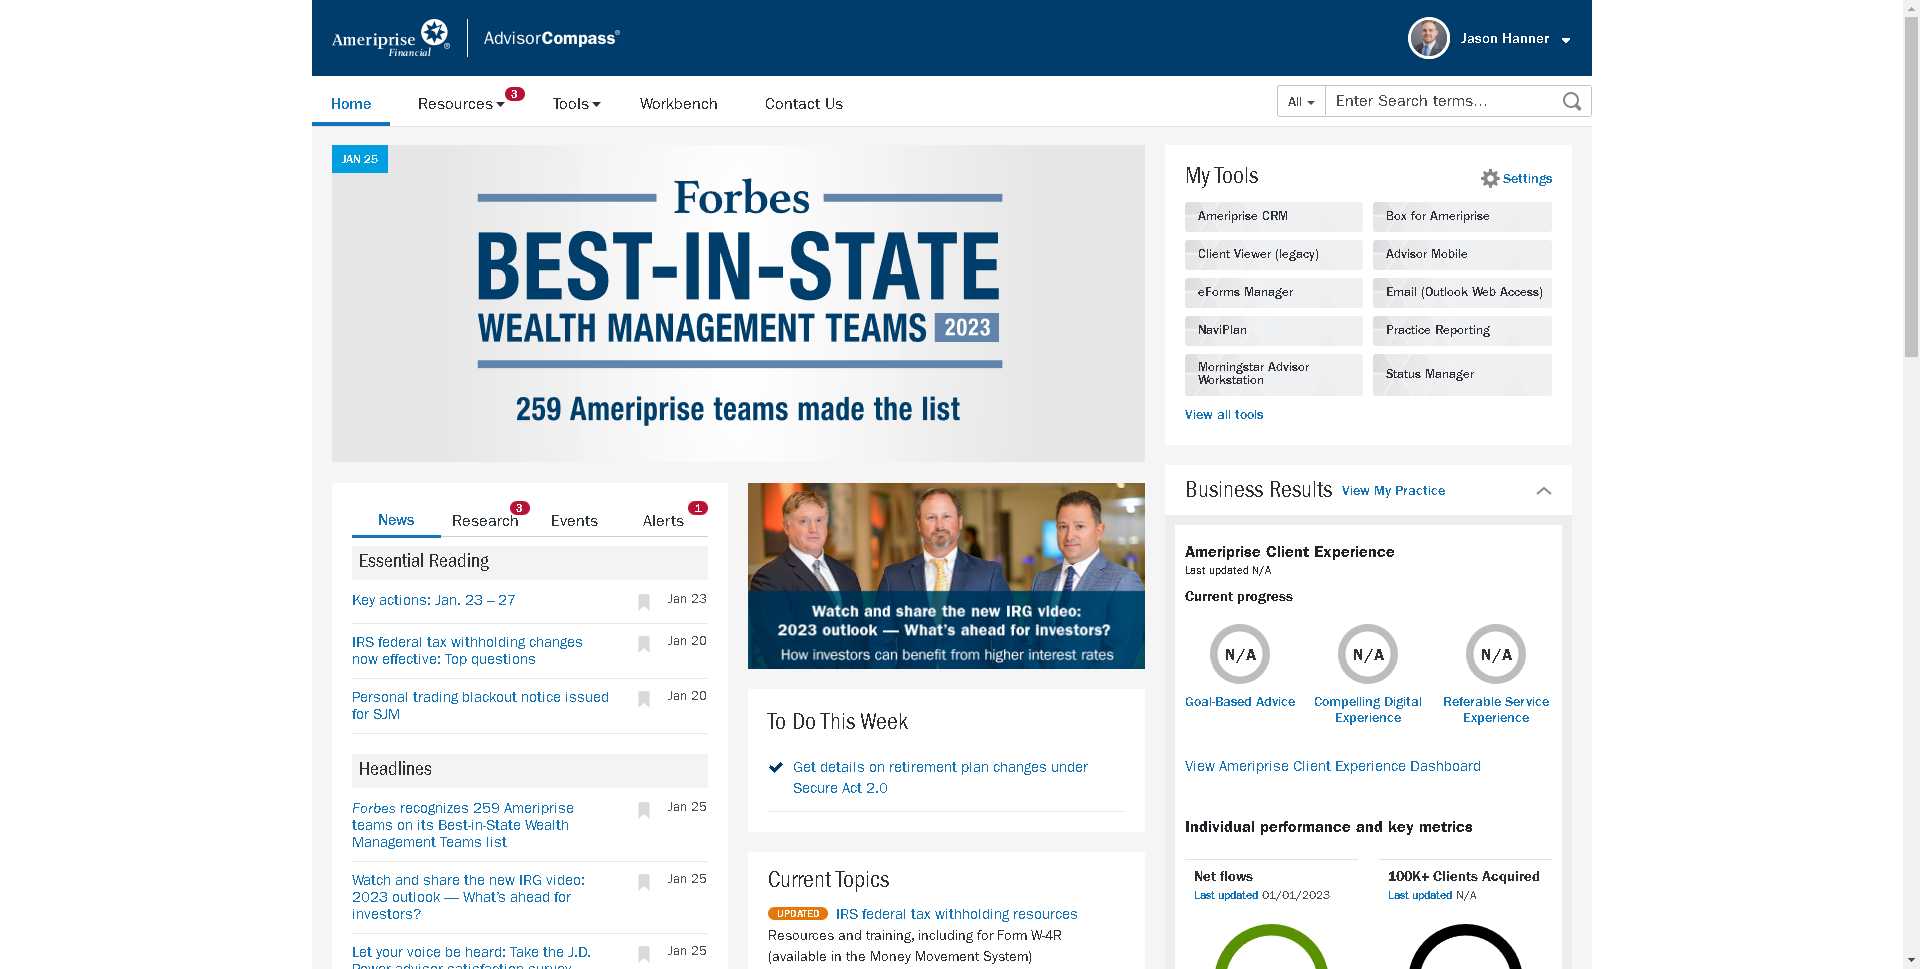 Ameriprise
Financial
AdvisorCompass®
Jason Hanner
Home
Resources
3
Tools
Workbench
Contact Us
All
Enter Search terms...
JAN 25
Forbes
BEST-IN-STATE
WEALTH MANAGEMENT TEAMS 2023
259 Ameriprise teams made the list
My Tools
Settings
Ameriprise CRM
Box for Ameriprise
Client Viewer (legacy)
Advisor Mobile
eForms Manager
Email (Outlook Web Access)
NaviPlan
Practice Reporting
Morningstar Advisor
Workstation
Status Manager
View all tools
News
Research
3
Events
Alerts
1
Essential Reading
Key actions: Jan. 23 – 27
Jan 23
IRS federal tax withholding changes
now effective: Top questions
Jan 20
Personal trading blackout notice issued
for SJM
Jan 20
Headlines
Forbes recognizes 259 Ameriprise
teams on its Best-in-State Wealth
Management Teams list
Jan 25
Watch and share the new IRG video:
2023 outlook — What's ahead for
investors?
Jan 25
Let your voice be heard: Take the J.D.
Power advisor satisfaction survey
Jan 25
Watch and share the new IRG video:
2023 outlook — What's ahead for investors?
How investors can benefit from higher interest rates
To Do This Week
Get details on retirement plan changes under
Secure Act 2.0
Current Topics
UPDATED IRS federal tax withholding resources
Resources and training, including for Form W-4R
(available in the Money Movement System)
Business Results View My Practice
Ameriprise Client Experience
Last updated N/A
Current progress
N/A
N/A
N/A
Goal-Based Advice
Compelling Digital
Experience
Referable Service
Experience
View Ameriprise Client Experience Dashboard
Individual performance and key metrics
Net flows
Last updated 01/01/2023
100K+ Clients Acquired
Last updated N/A